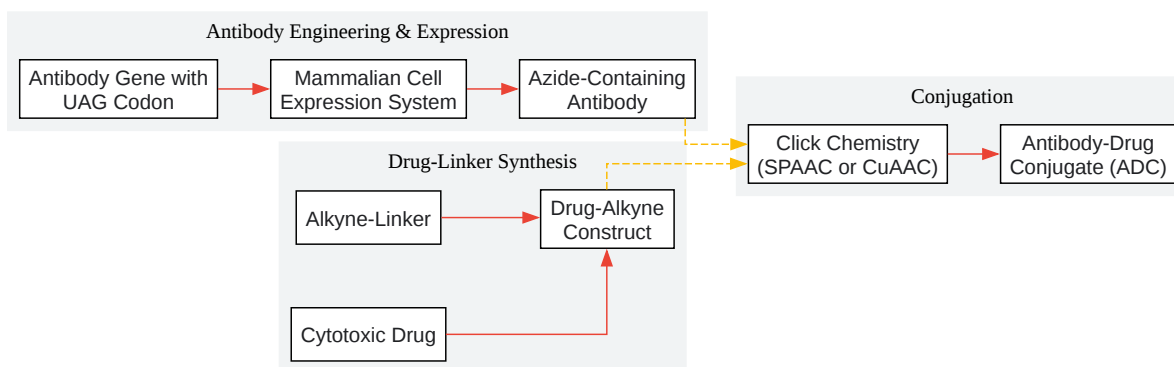 Antibody Engineering & Expression
Antibody Gene with
UAG Codon
Mammalian Cell
Expression System
Azide-Containing
Antibody
Conjugation
Click Chemistry
(SPAAC or CuAAC)
Antibody-Drug
Conjugate (ADC)
Drug-Linker Synthesis
Alkyne-Linker
Drug-Alkyne
Construct
Cytotoxic Drug